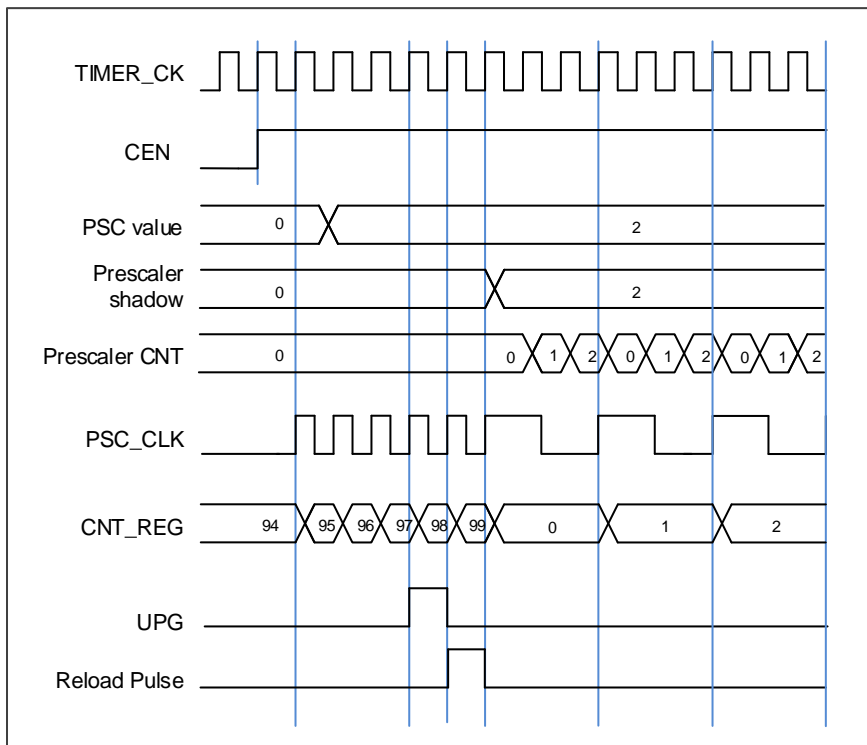 TIMER_CK
CEN
PSC value
0
2
Prescaler
shadow
0
2
Prescaler CNT
0
0 1 2 0 1 2 0 1 2
PSC_CLK
CNT_REG
94 95 96 97 98 99 0 1 2
UPG
Reload Pulse